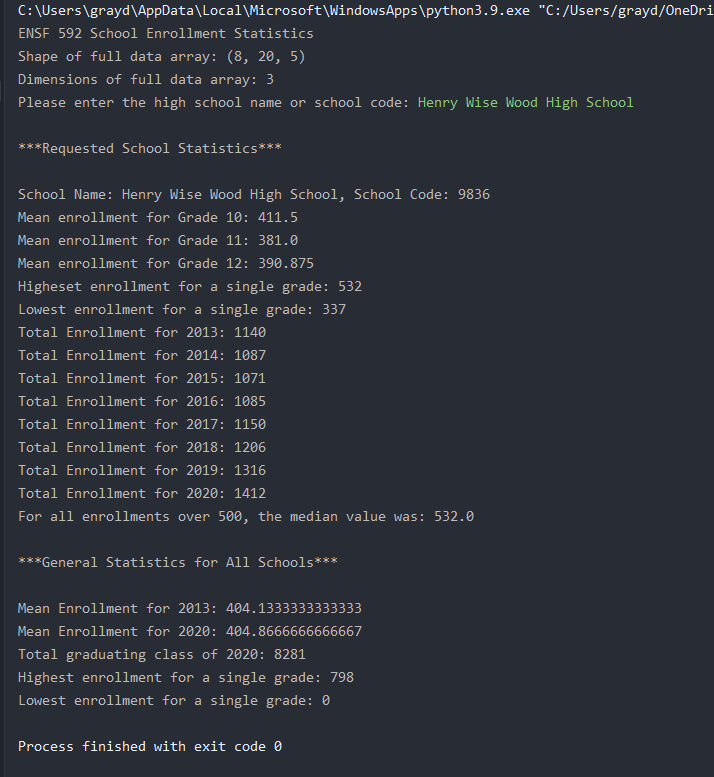 C:\Users\grayd\AppData\Local\Microsoft\WindowsApps\python3.9.exe "C:/Users/grayd/OneDri
ENSF 592 School Enrollment Statistics
Shape of full data array: (8, 20, 5)
Dimensions of full data array: 3
Please enter the high school name or school code: Henry Wise Wood High School
***Requested School Statistics***
School Name: Henry Wise Wood High School, School Code: 9836
Mean enrollment for Grade 10: 411.5
Mean enrollment for Grade 11: 381.0
Mean enrollment for Grade 12: 390.875
Higheset enrollment for a single grade: 532
Lowest enrollment for a single grade: 337
Total Enrollment for 2013: 1140
Total Enrollment for 2014: 1087
Total Enrollment for 2015: 1071
Total Enrollment for 2016: 1085
Total Enrollment for 2017: 1150
Total Enrollment for 2018: 1206
Total Enrollment for 2019: 1316
Total Enrollment for 2020: 1412
For all enrollments over 500, the median value was: 532.0
***General Statistics for All Schools***
Mean Enrollment for 2013: 404.1333333333333
Mean Enrollment for 2020: 404.8666666666667
Total graduating class of 2020: 8281
Highest enrollment for a single grade: 798
Lowest enrollment for a single grade: 0
Process finished with exit code 0